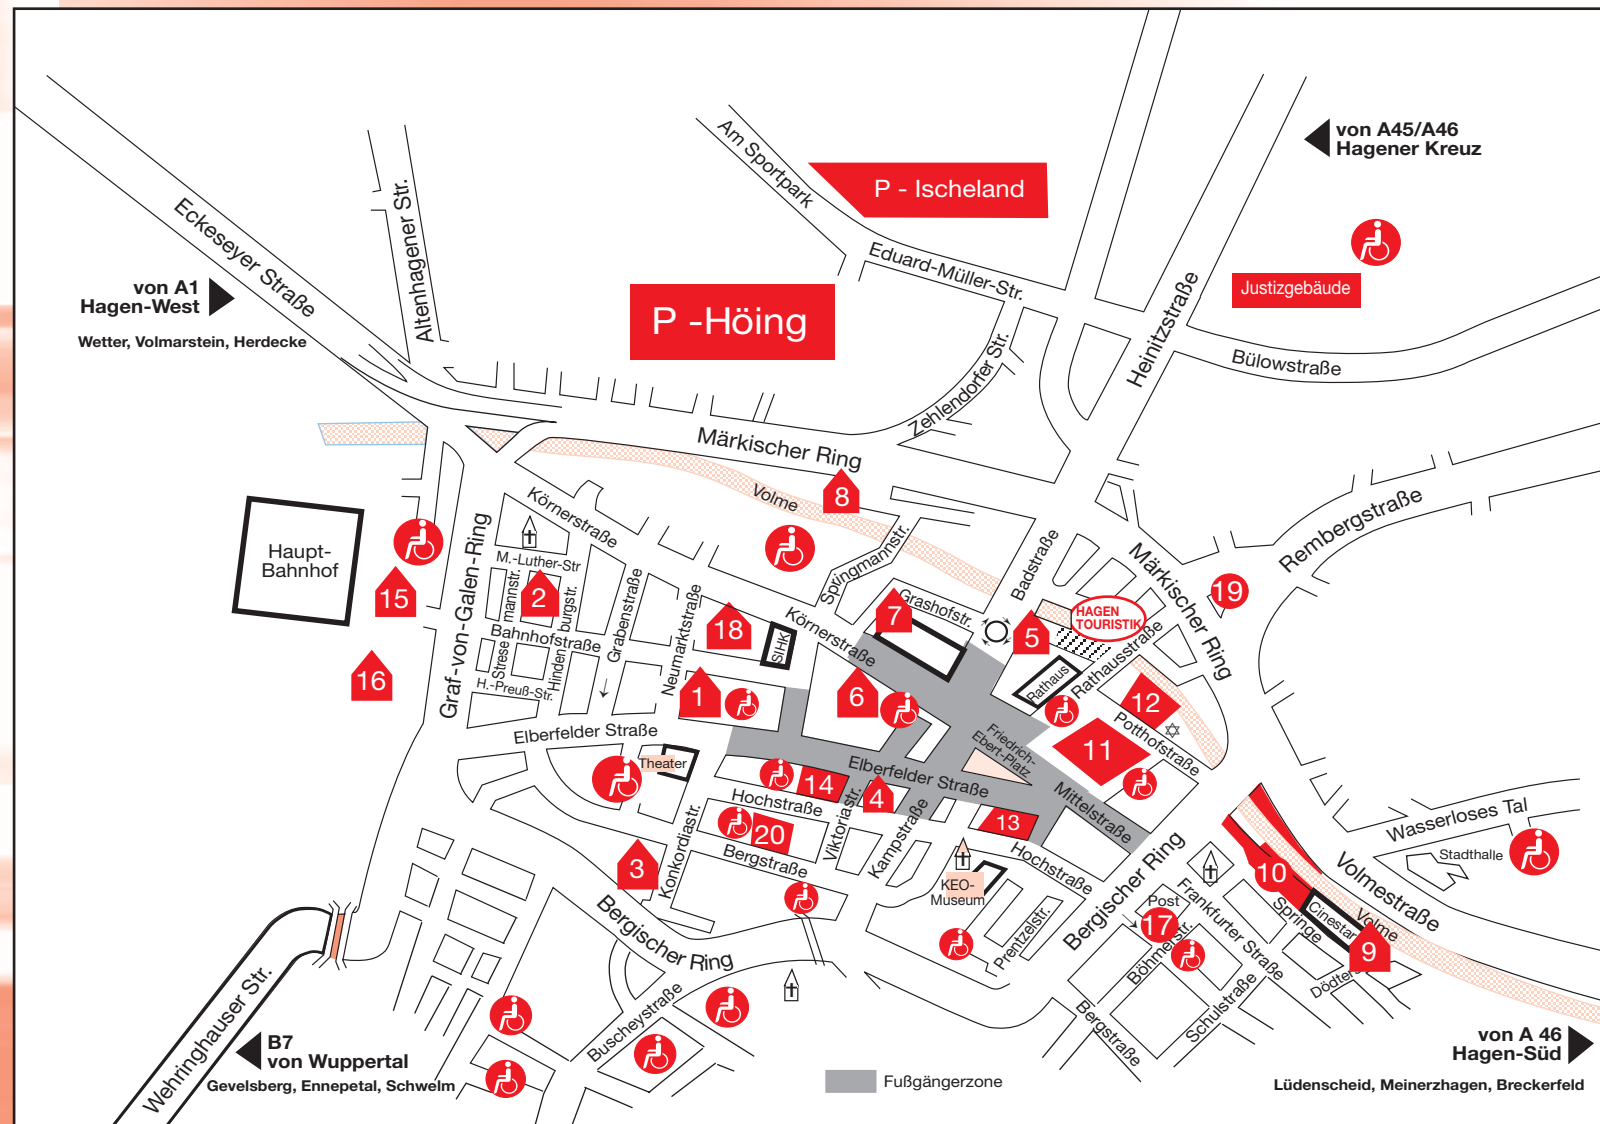 von A45/A46
Hagener Kreuz
Am Sportpark
P - Ischeland
Altenhagener Str.
Eckeseyer Straße
Eduard-Müller-Str.
Justizgebäude
von A1
Hagen-West
Wetter, Volmarstein, Herdecke
P -Höing
Heinitzstraße
Bülowstraße
Zehlendorfer Str.
Märkischer Ring
Volme
8
Körnerstraße
Rembergstraße
Haupt-
Bahnhof
M.-Luther-Str
Springmannstr.
Badstraße
Märkischer Ring
Graf-von-Galen-Ring
15
2
Stresemannstr.
Hindenburgstr.
Grabenstraße
Neumarktstraße
Bahnhofstraße
H.-Preuß-Str.
18
SIHK
Körnerstraße
7
Grashofstr.
5
HAGEN
TOURISTIK
19
Rathausstraße
Rathaus
16
1
6
12
Potthofstraße
11
Elberfelder Straße
Theater
Friedrich-
Ebert-Platz
Elberfelder Straße
14
4
Mittelstraße
Hochstraße
Viktoriastr.
Kampstraße
13
20
Bergstraße
Konkordiastr.
3
Hochstraße
KEO-
Museum
Prentzelstr.
Bergischer Ring
Bergischer Ring
Wasserloses Tal
Stadthalle
Volmestraße
10
Springe
Cinestar
Volme
9
Dödterstr.
Post
17
Frankfurter Straße
Böhmerstr.
Schulstraße
Bergstraße
Buscheystraße
Wehringhauser Str.
B7
von Wuppertal
Gevelsberg, Ennepetal, Schwelm
Fußgängerzone
von A 46
Hagen-Süd
Lüdenscheid, Meinerzhagen, Breckerfeld